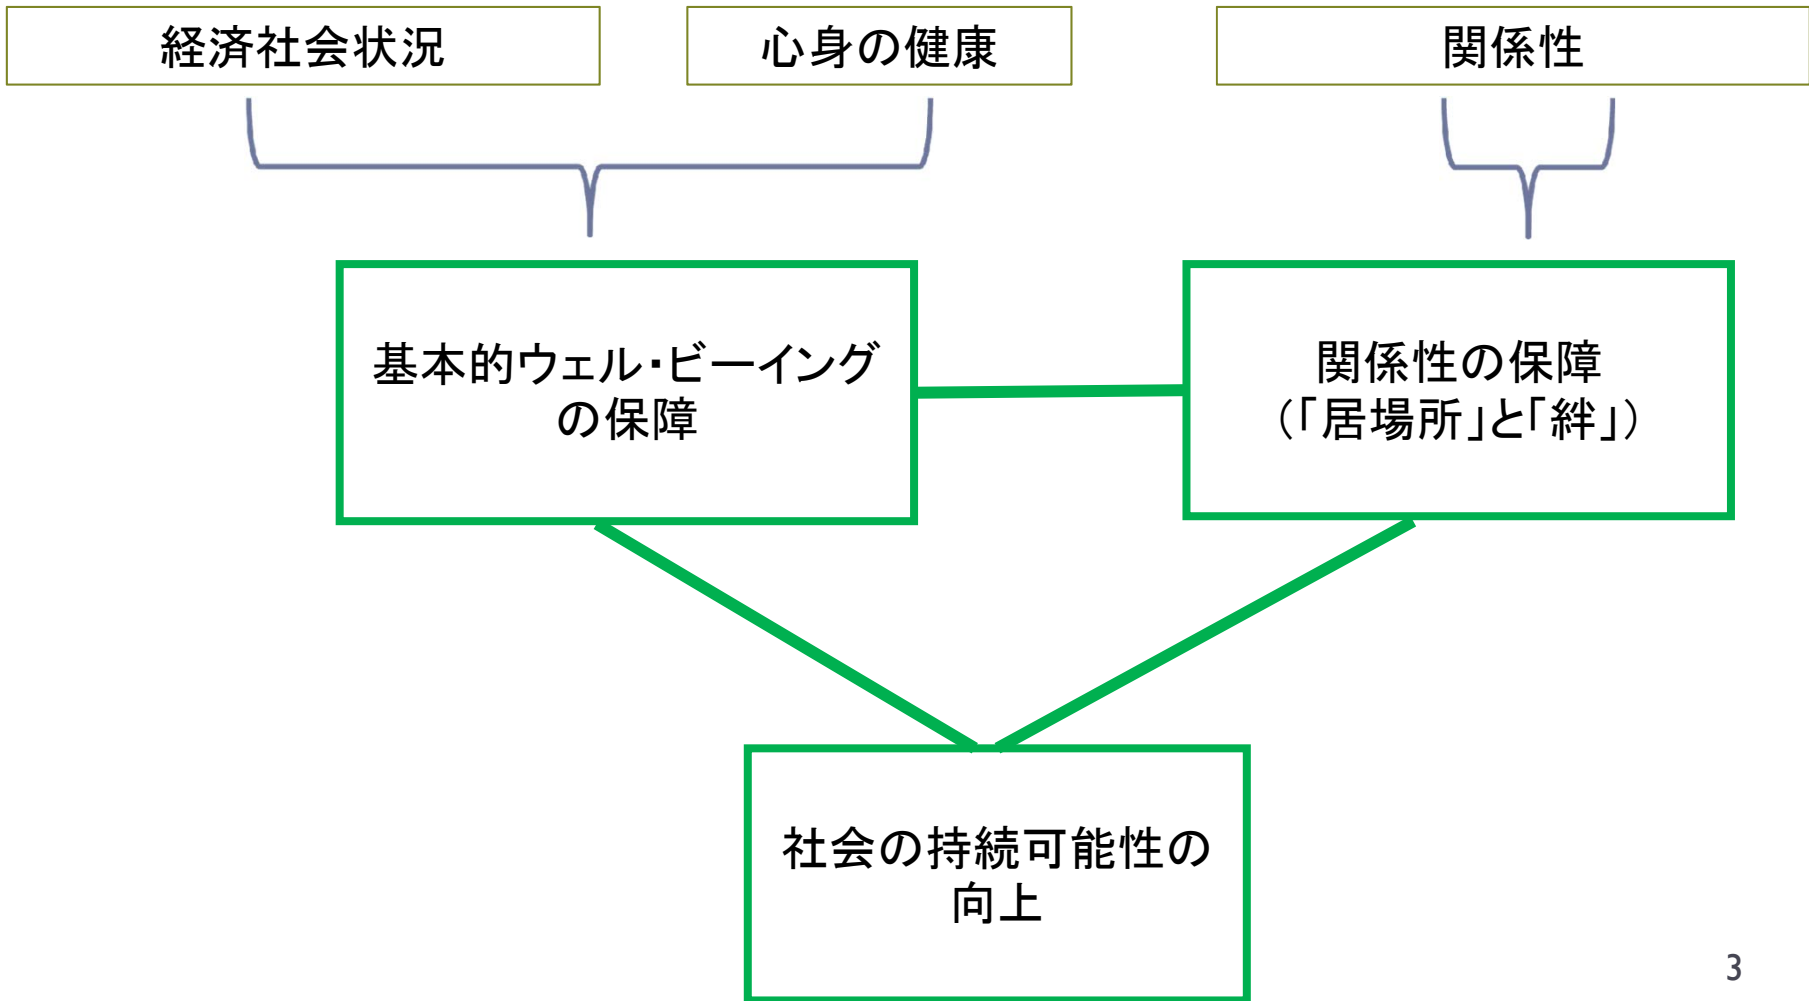 経済社会状況
心身の健康
関係性
基本的ウェル・ビーイング
の保障
関係性の保障
(「居場所」と「絆」)
社会の持続可能性の
向上
3